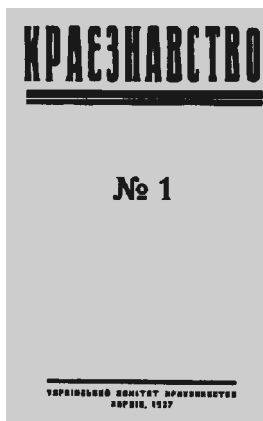 КРАЄЗНАВСТВО
№ 1
УКРАЇНСЬКИЙ КОМІТЕТ КРАЄЗНАВСТВА
ХАРКІВ, 1927